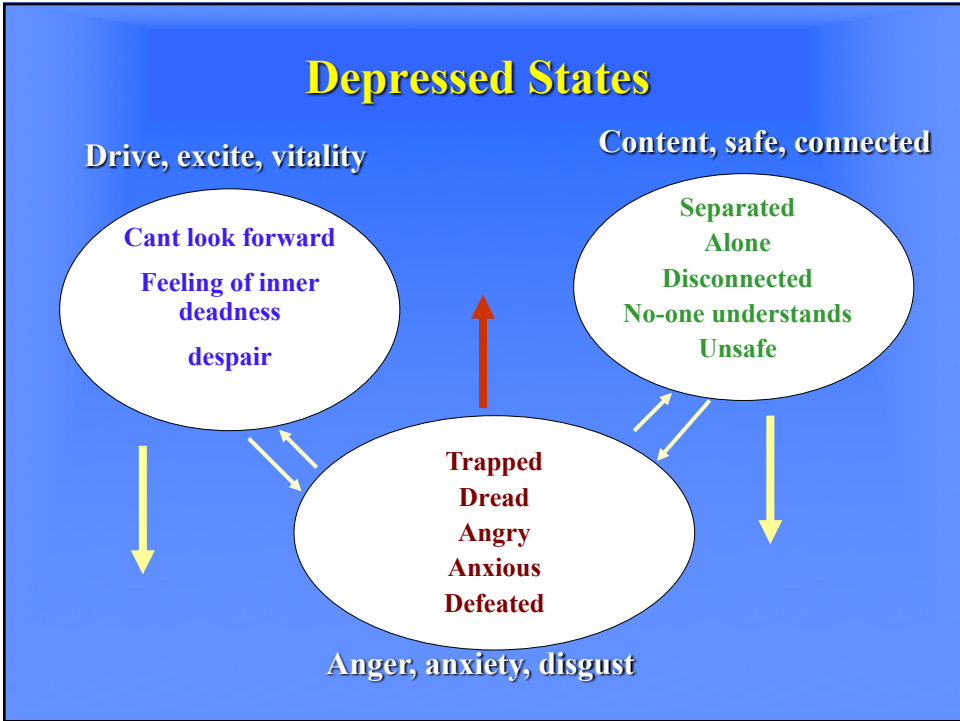 Depressed States
Drive, excite, vitality
Content, safe, connected
Cant look forward
Feeling of inner
deadness
despair
Separated
Alone
Disconnected
No-one understands
Unsafe
Trapped
Dread
Angry
Anxious
Defeated
Anger, anxiety, disgust